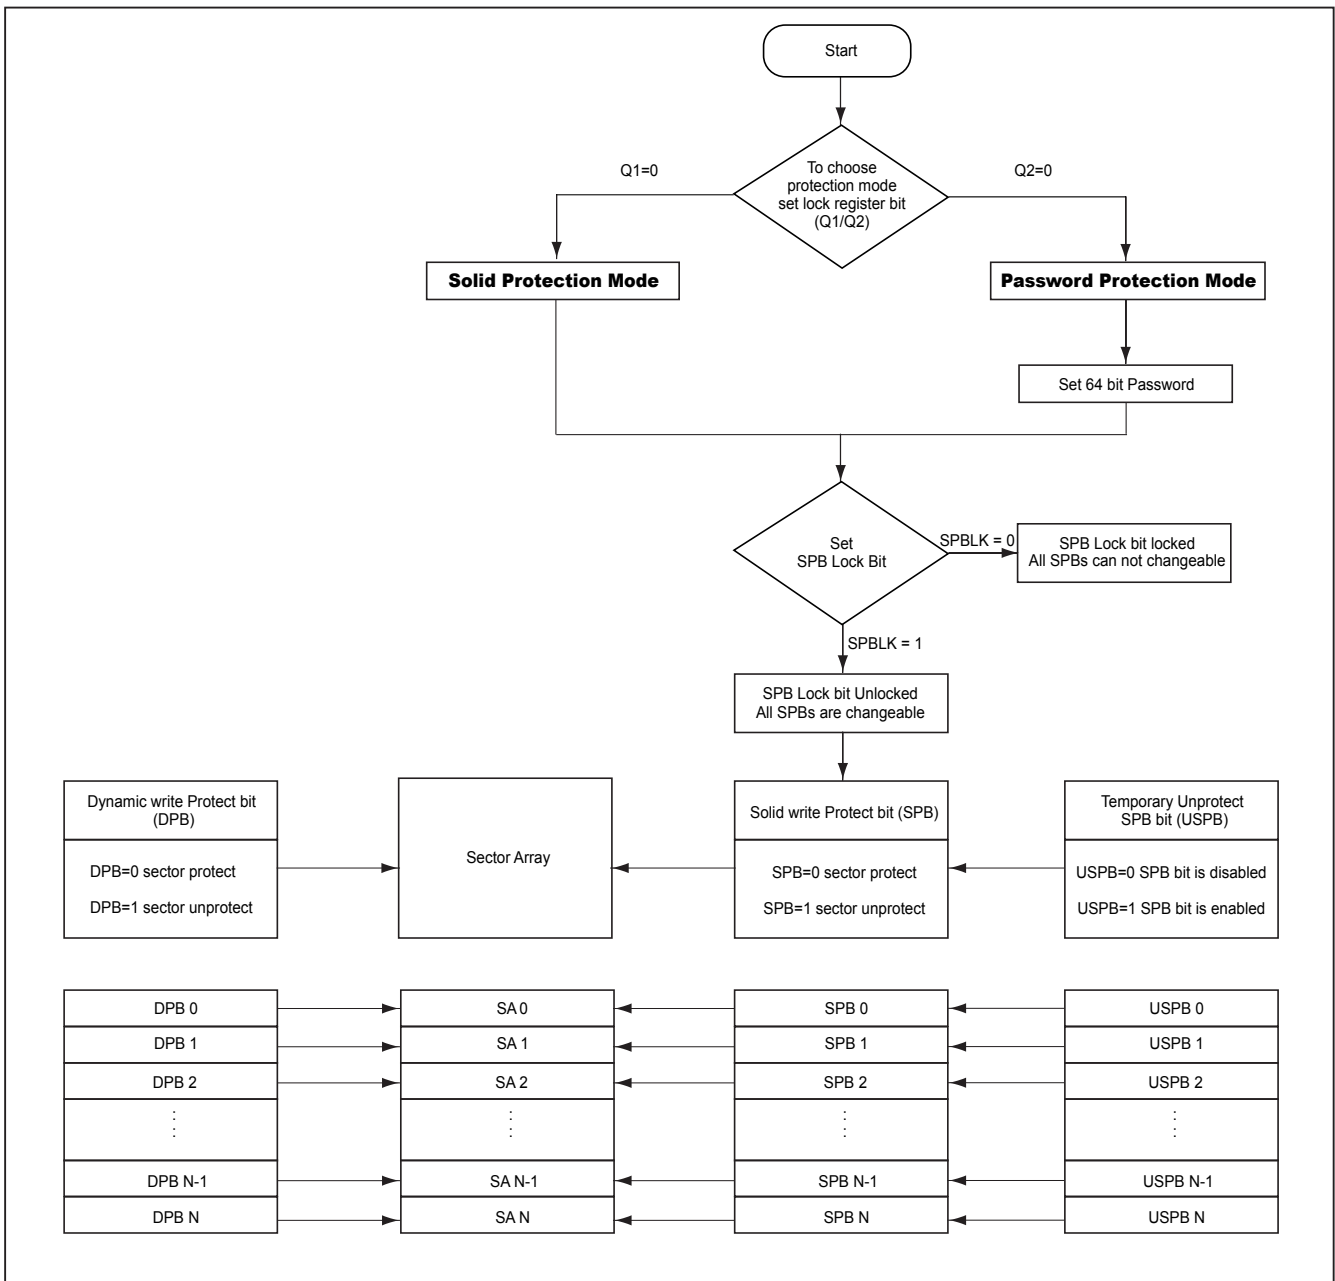 Start
To choose
protection mode
set lock register bit
(Q1/Q2)
Q1=0
Q2=0
Solid Protection Mode
Password Protection Mode
Set 64 bit Password
Set
SPB Lock Bit
SPBLK = 0
SPB Lock bit locked
All SPBs can not changeable
SPBLK = 1
SPB Lock bit Unlocked
All SPBs are changeable
Dynamic write Protect bit
(DPB)
DPB=0 sector protect
DPB=1 sector unprotect
Sector Array
Solid write Protect bit (SPB)
SPB=0 sector protect
SPB=1 sector unprotect
Temporary Unprotect
SPB bit (USPB)
USPB=0 SPB bit is disabled
USPB=1 SPB bit is enabled
DPB 0
SA 0
SPB 0
USPB 0
DPB 1
SA 1
SPB 1
USPB 1
DPB 2
SA 2
SPB 2
USPB 2
DPB N-1
SA N-1
SPB N-1
USPB N-1
DPB N
SA N
SPB N
USPB N